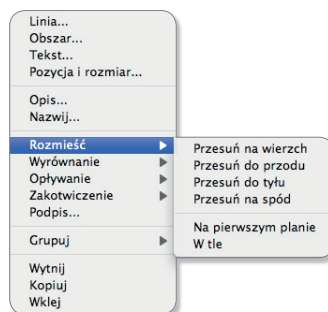 Linia...
Obszar...
Tekst...
Pozycja i rozmiar...
Opis...
Nazwij...
Rozmieść
Wyrównanie
Opływanie
Zakotwiczenie
Podpis...
Grupuj
Wytnij
Kopiuj
Wklej
Przesuń na wierzch
Przesuń do przodu
Przesuń do tyłu
Przesuń na spód
Na pierwszym planie
W tle